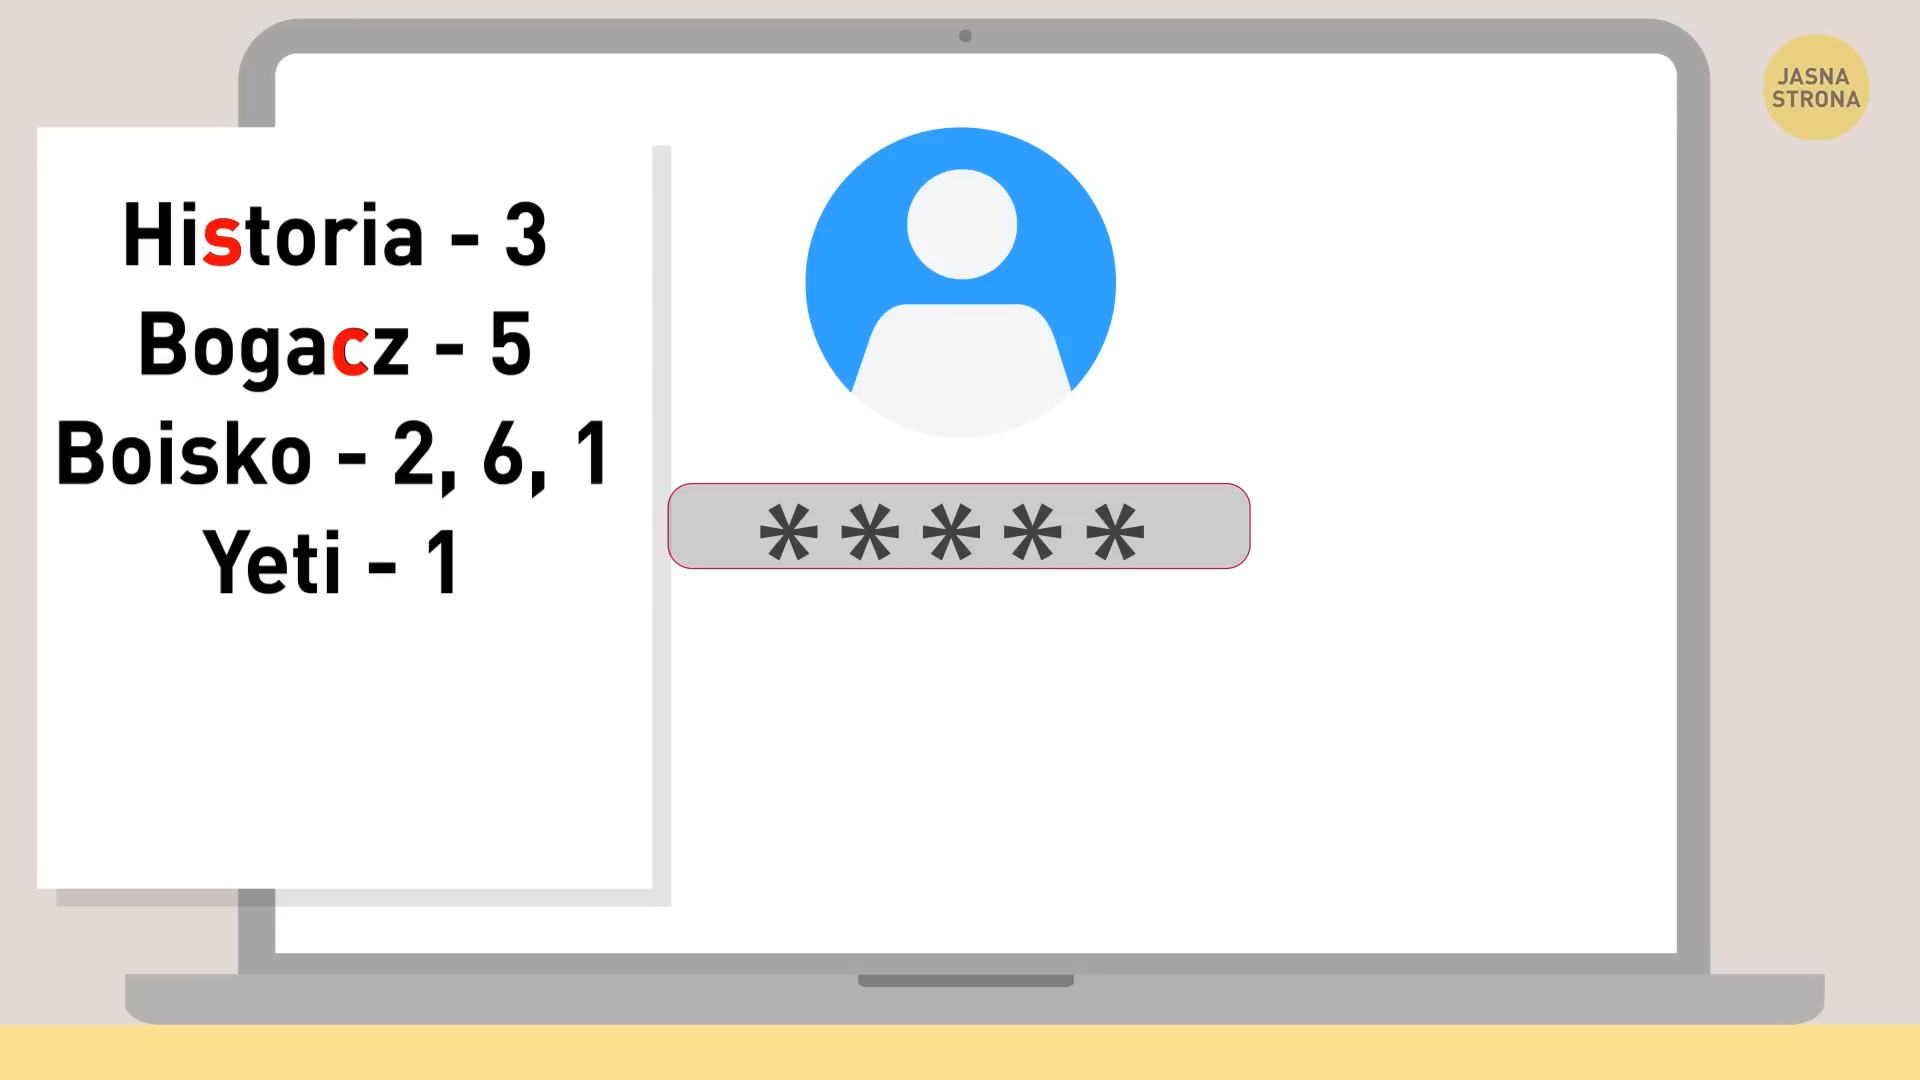 Historia - 3
Bogacz - 5
Boisko - 2, 6, 1
Yeti - 1
*****
JASNA
STRONA